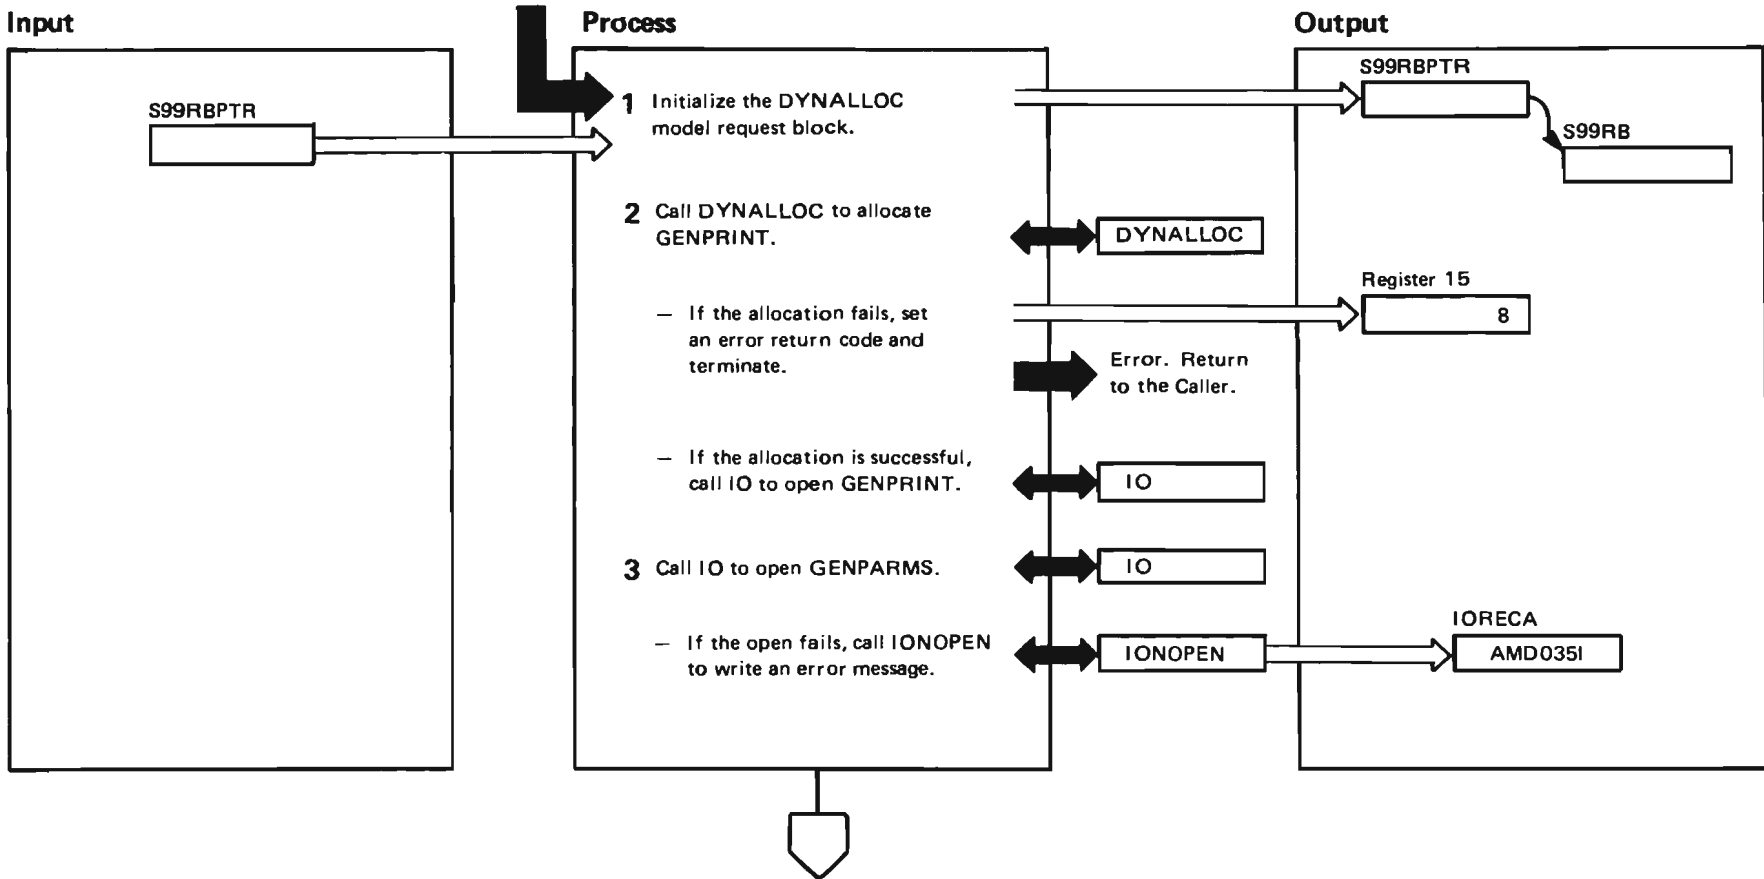 Input
Process
Output
S99RBPTR
1 Initialize the DYNALLOC
model request block.
S99RBPTR
S99RB
2 Call DYNALLOC to allocate
GENPRINT.
DYNALLOC
— If the allocation fails, set
an error return code and
terminate.
Register 15
8
Error. Return
to the Caller.
— If the allocation is successful,
call IO to open GENPRINT.
IO
3 Call IO to open GENPARMS.
IO
— If the open fails, call IONOPEN
to write an error message.
IONOPEN
IORECA
AMD035I